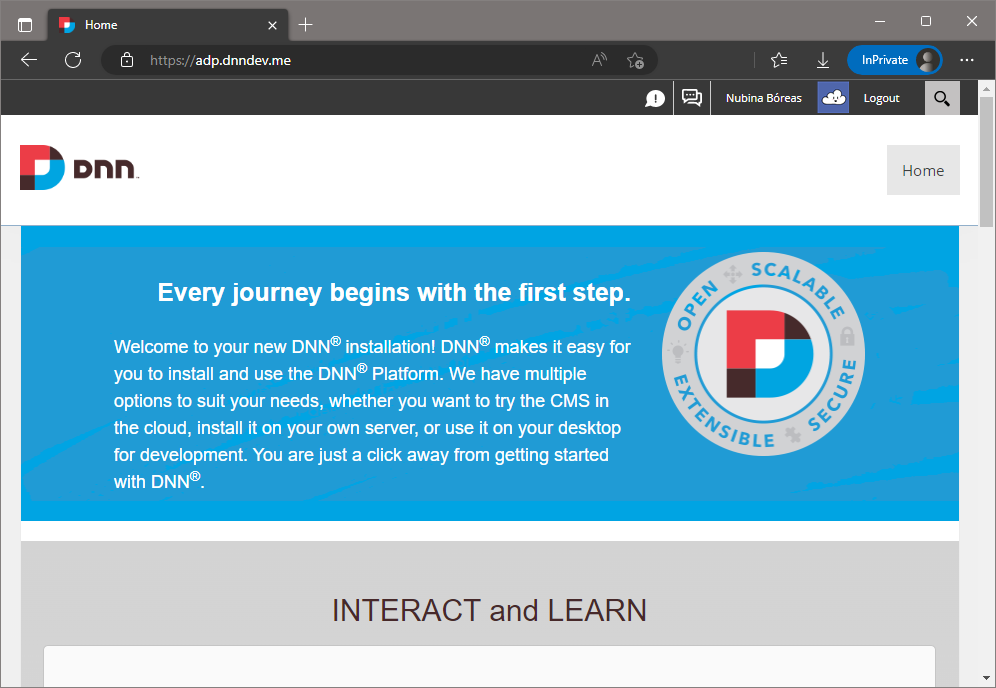 Home
https://adp.dnndev.me
InPrivate
Nubina Bóreas
Logout
DNN
Home
Every journey begins with the first step.
Welcome to your new DNN® installation! DNN® makes it easy for
you to install and use the DNN® Platform. We have multiple
options to suit your needs, whether you want to try the CMS in
the cloud, install it on your own server, or use it on your desktop
for development. You are just a click away from getting started
with DNN®.
OPEN
SCALABLE
EXTENSIBLE
SECURE
INTERACT and LEARN